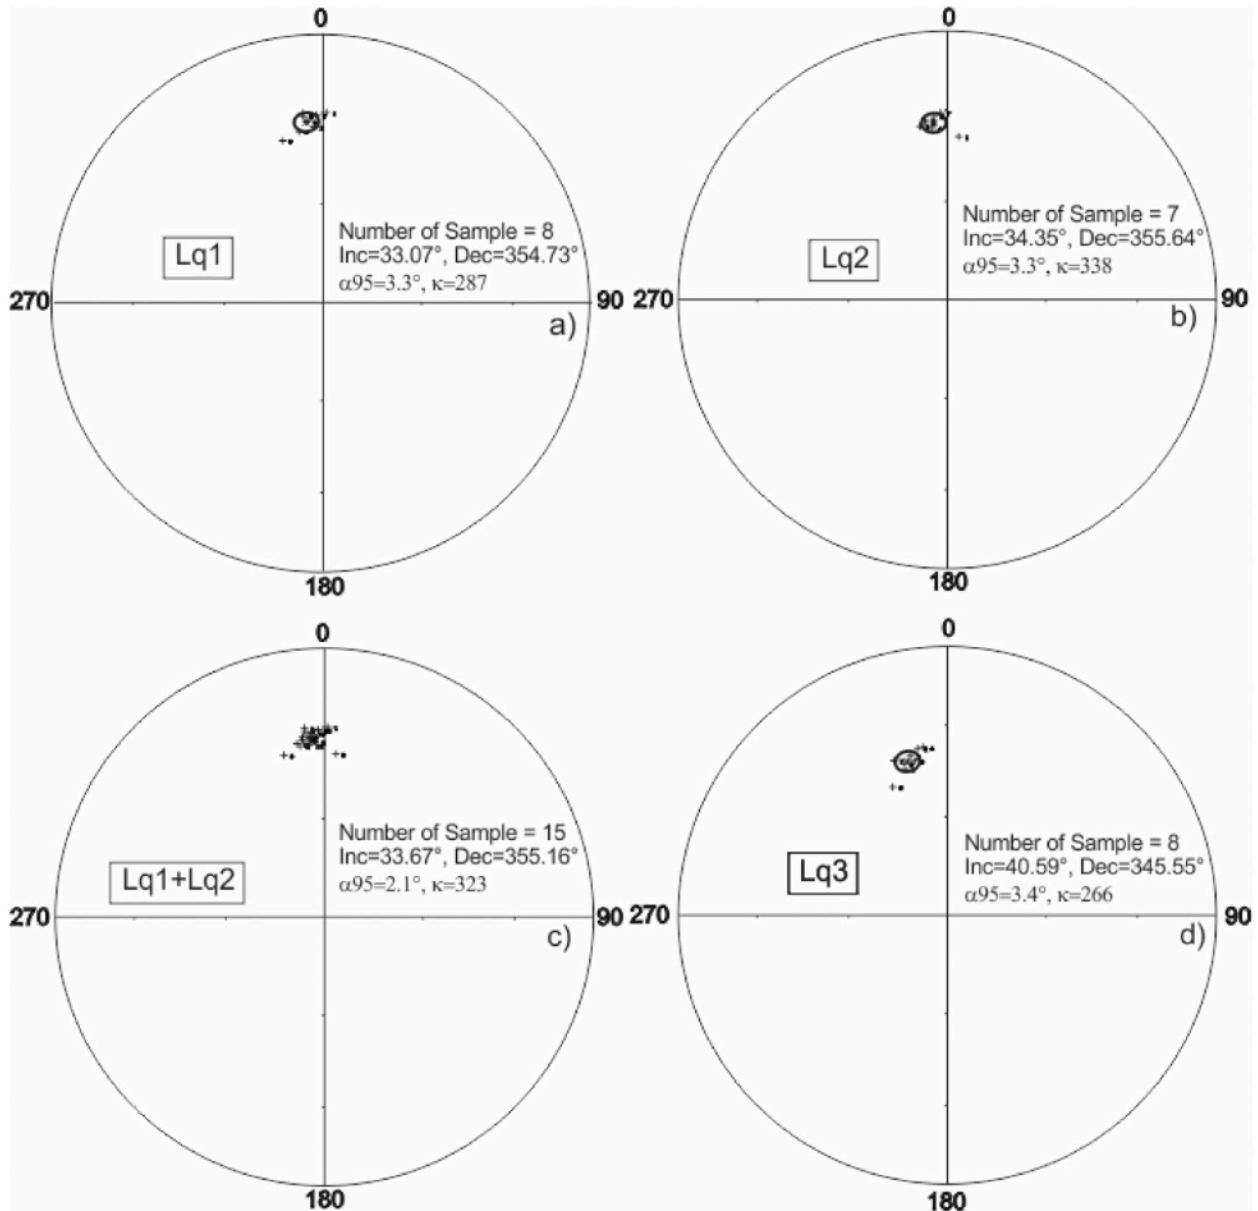 0
Lq1
Number of Sample = 8
Inc=33.07°, Dec=354.73°
α95=3.3°, κ=287
270
90
a)
180
0
Lq2
Number of Sample = 7
Inc=34.35°, Dec=355.64°
α95=3.3°, κ=338
270
90
b)
180
0
Lq1+Lq2
Number of Sample = 15
Inc=33.67°, Dec=355.16°
α95=2.1°, κ=323
270
90
c)
180
0
Lq3
Number of Sample = 8
Inc=40.59°, Dec=345.55°
α95=3.4°, κ=266
270
90
d)
180